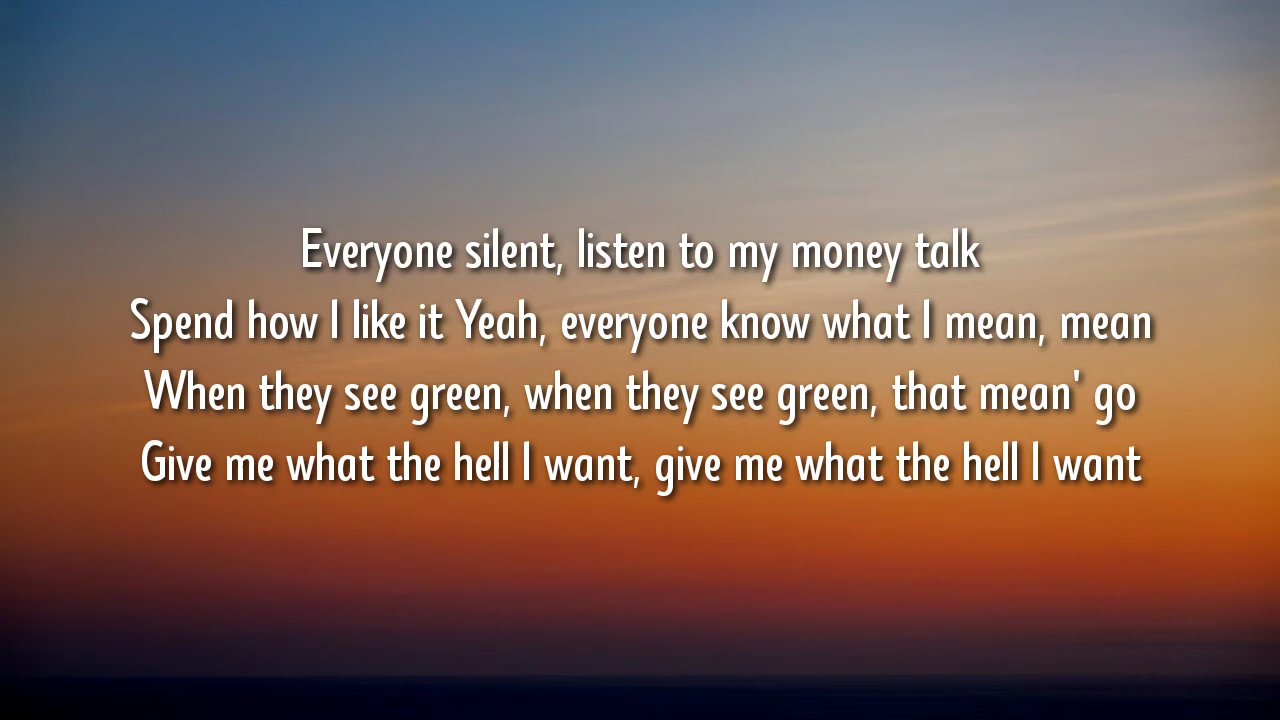 Everyone silent, listen to my money talk
Spend how I like it Yeah, everyone know what I mean, mean
When they see green, when they see green, that mean' go
Give me what the hell I want, give me what the hell I want